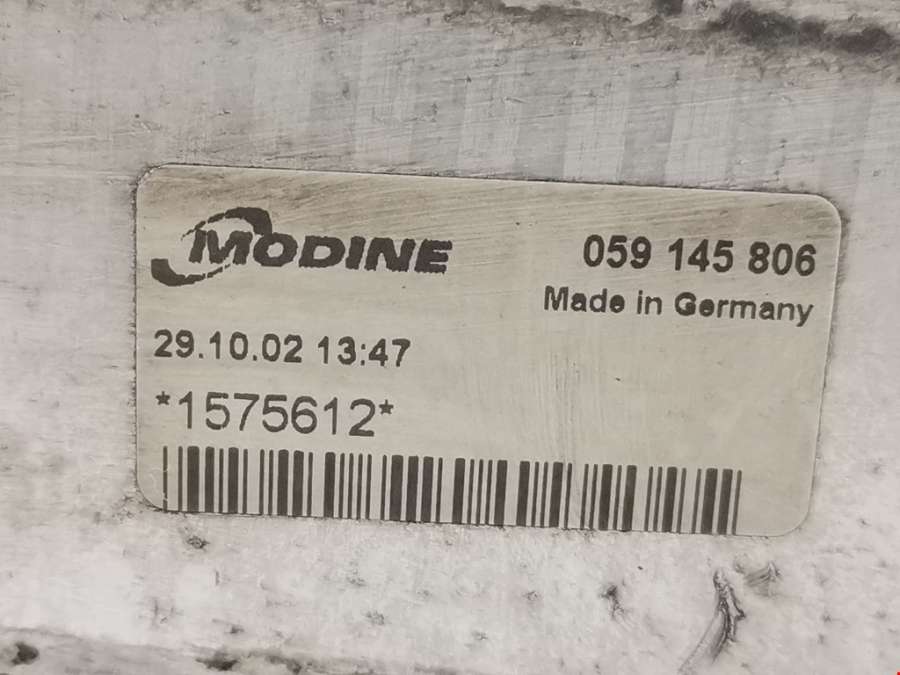 MODINE
059 145 806
Made in Germany
29.10.02 13:47
*1575612*